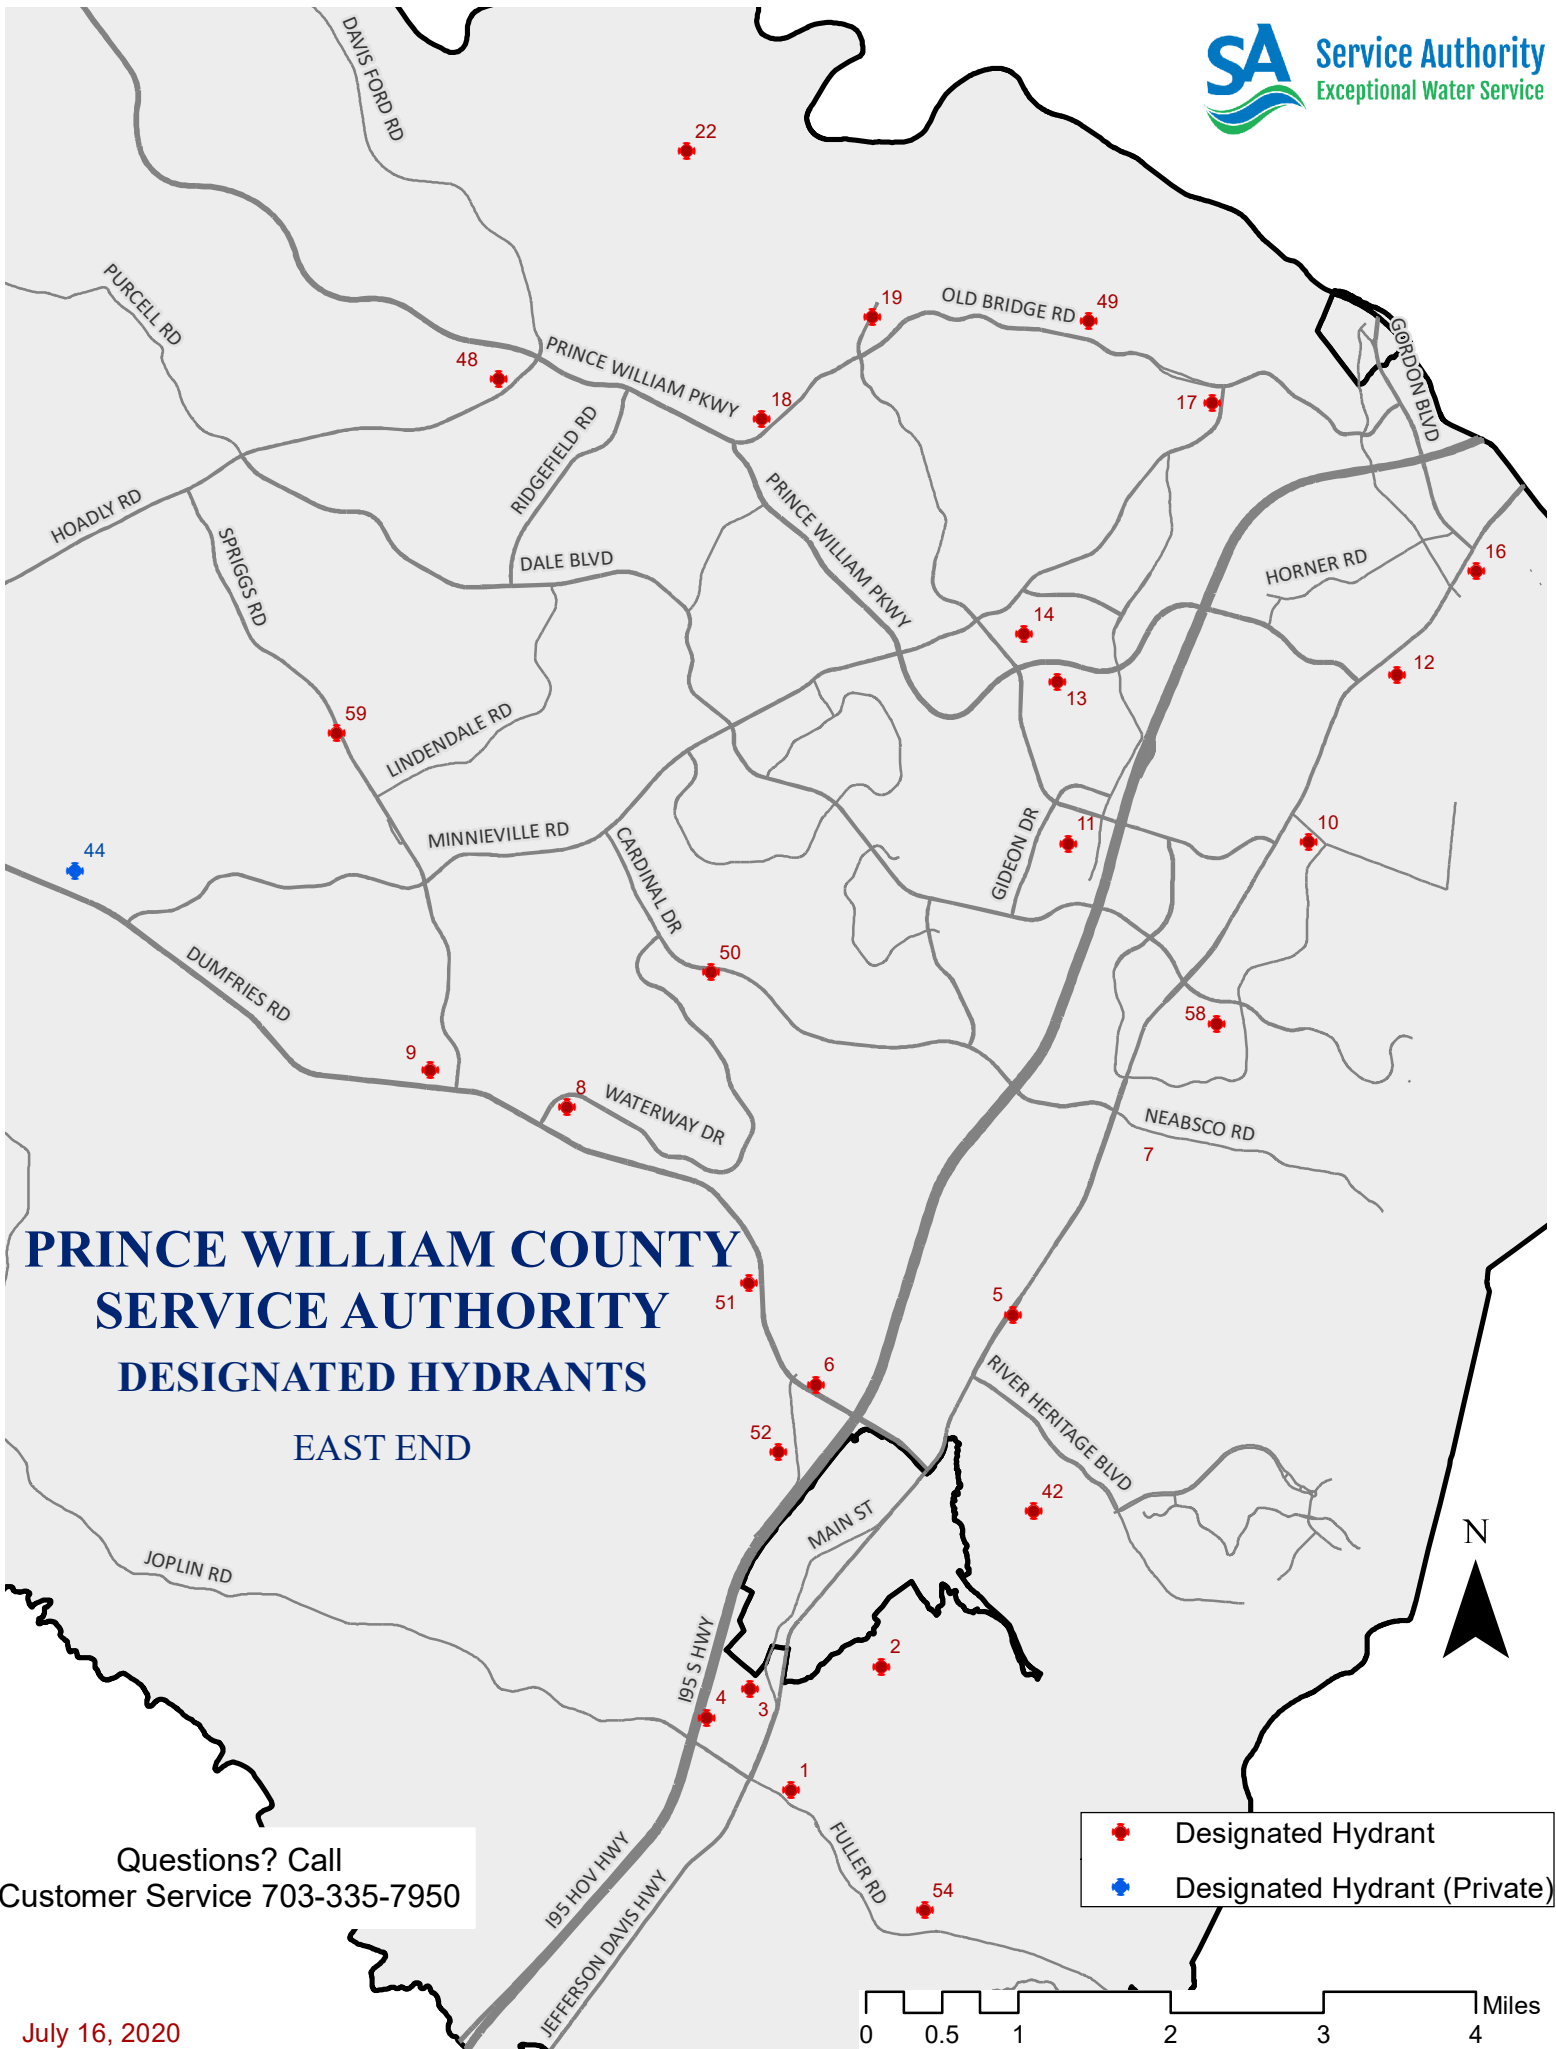 SA Service Authority
Exceptional Water Service
DAVIS FORD RD
22
PURCELL RD
19
OLD BRIDGE RD
49
GORDON BLVD
48
PRINCE WILLIAM PKWY
18
17
RIDGEFIELD RD
HOADLY RD
PRINCE WILLIAM PKWY
SPRIGGS RD
DALE BLVD
HORNER RD
16
14
12
13
59
LINDENDALE RD
MINNIEVILLE RD
CARDINAL DR
GIDEON DR
11
10
44
DUMFRIES RD
50
58
9
8
WATERWAY DR
NEABSCO RD
7
PRINCE WILLIAM COUNTY
SERVICE AUTHORITY
DESIGNATED HYDRANTS
EAST END
51
5
6
RIVER HERITAGE BLVD
52
42
MAIN ST
N
JOPLIN RD
I95 S HWY
2
4
3
1
FULLER RD
54
I95 HOV HWY
JEFFERSON DAVIS HWY
Designated Hydrant
Designated Hydrant (Private)
Questions? Call
Customer Service 703-335-7950
July 16, 2020
Miles
0 0.5 1 2 3 4